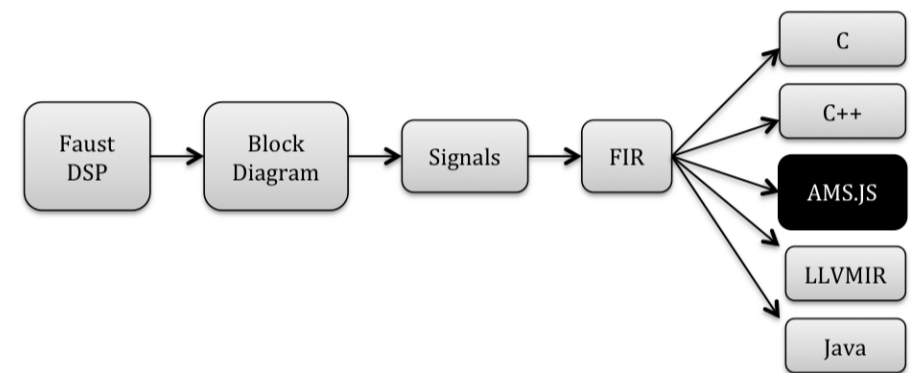 Faust
DSP
Block
Diagram
Signals
FIR
C
C++
AMS.JS
LLVMIR
Java